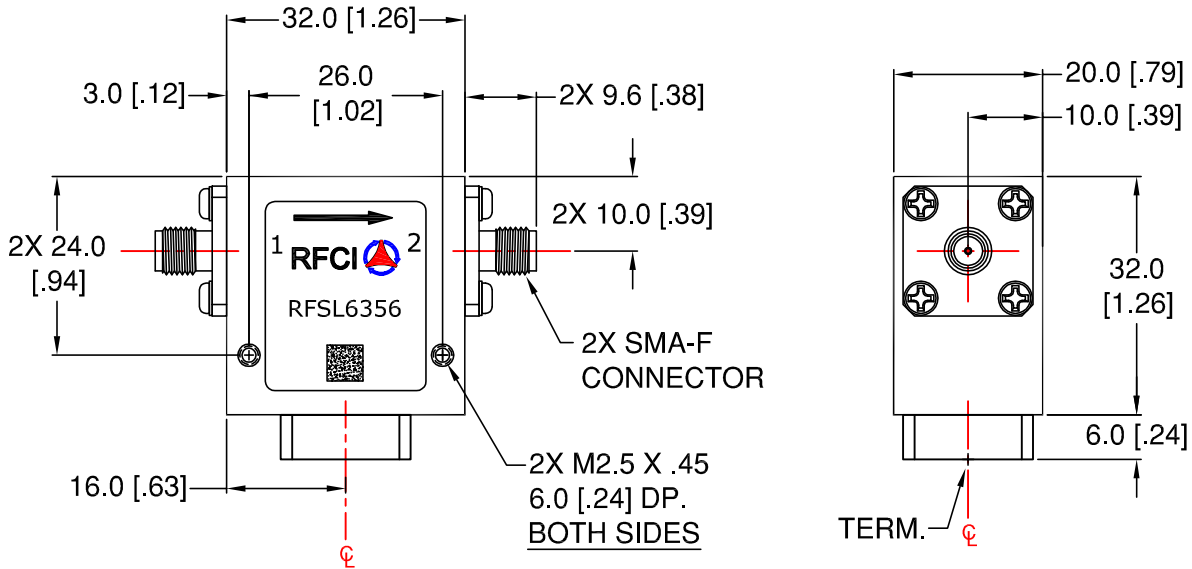 32.0 [1.26]
3.0 [.12]
26.0
[1.02]
2X 9.6 [.38]
2X 10.0 [.39]
2X 24.0
[.94]
1
2
RFCI
RFSL6356
2X SMA-F
CONNECTOR
2X M2.5 X .45
6.0 [.24] DP.
BOTH SIDES
16.0 [.63]
CL
20.0 [.79]
10.0 [.39]
32.0
[1.26]
6.0 [.24]
TERM.
CL